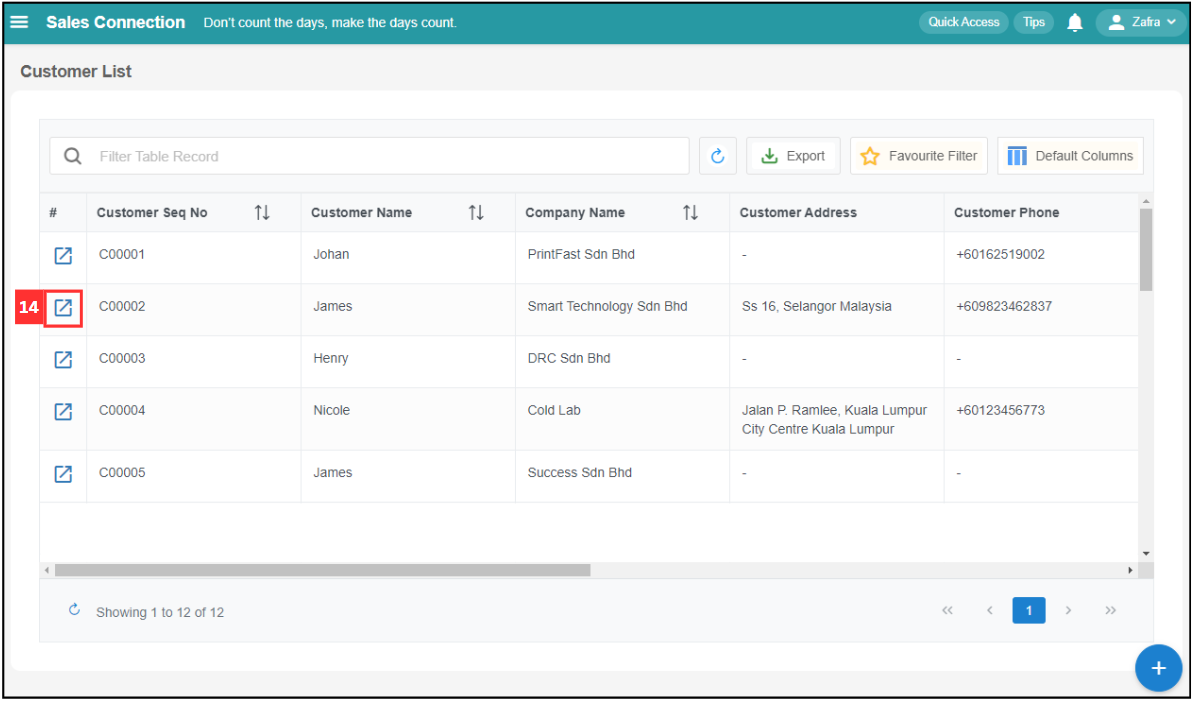 Sales Connection Don't count the days, make the days count. Quick Access Tips Zafra
Customer List
Filter Table Record Export Favourite Filter Default Columns
# Customer Seq No Customer Name Company Name Customer Address Customer Phone
C00001 Johan PrintFast Sdn Bhd - +60162519002
14 C00002 James Smart Technology Sdn Bhd Ss 16, Selangor Malaysia +609823462837
C00003 Henry DRC Sdn Bhd - -
C00004 Nicole Cold Lab Jalan P. Ramlee, Kuala Lumpur +60123456773
City Centre Kuala Lumpur
C00005 James Success Sdn Bhd - -
Showing 1 to 12 of 12 << < 1 > >>
+